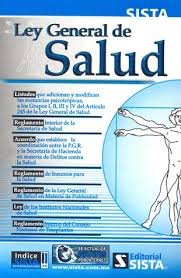 SISTA
Ley General de
Salud
Listados que adicionan y modifican
las sustancias psicotrópicas,
a los Grupos I, II, III y IV del Artículo
245 de la Ley General de Salud
Reglamento Interior de la
Secretaría de Salud
Acuerdo que establece la
coordinación entre la P.G.R.
y la Secretaría de Hacienda
en materia de Delitos contra
la Salud
Reglamento de Insumos para la
Salud
Reglamento de la Ley General
de Salud en Materia de Publicidad
Ley de los Institutos Nacionales
de Salud
Reglamento Interno del Consejo
Nacional de Trasplantes
Indice
SE ACTUALIZA
POR
INTERNET
www.sista.com.mx
Editorial
SISTA